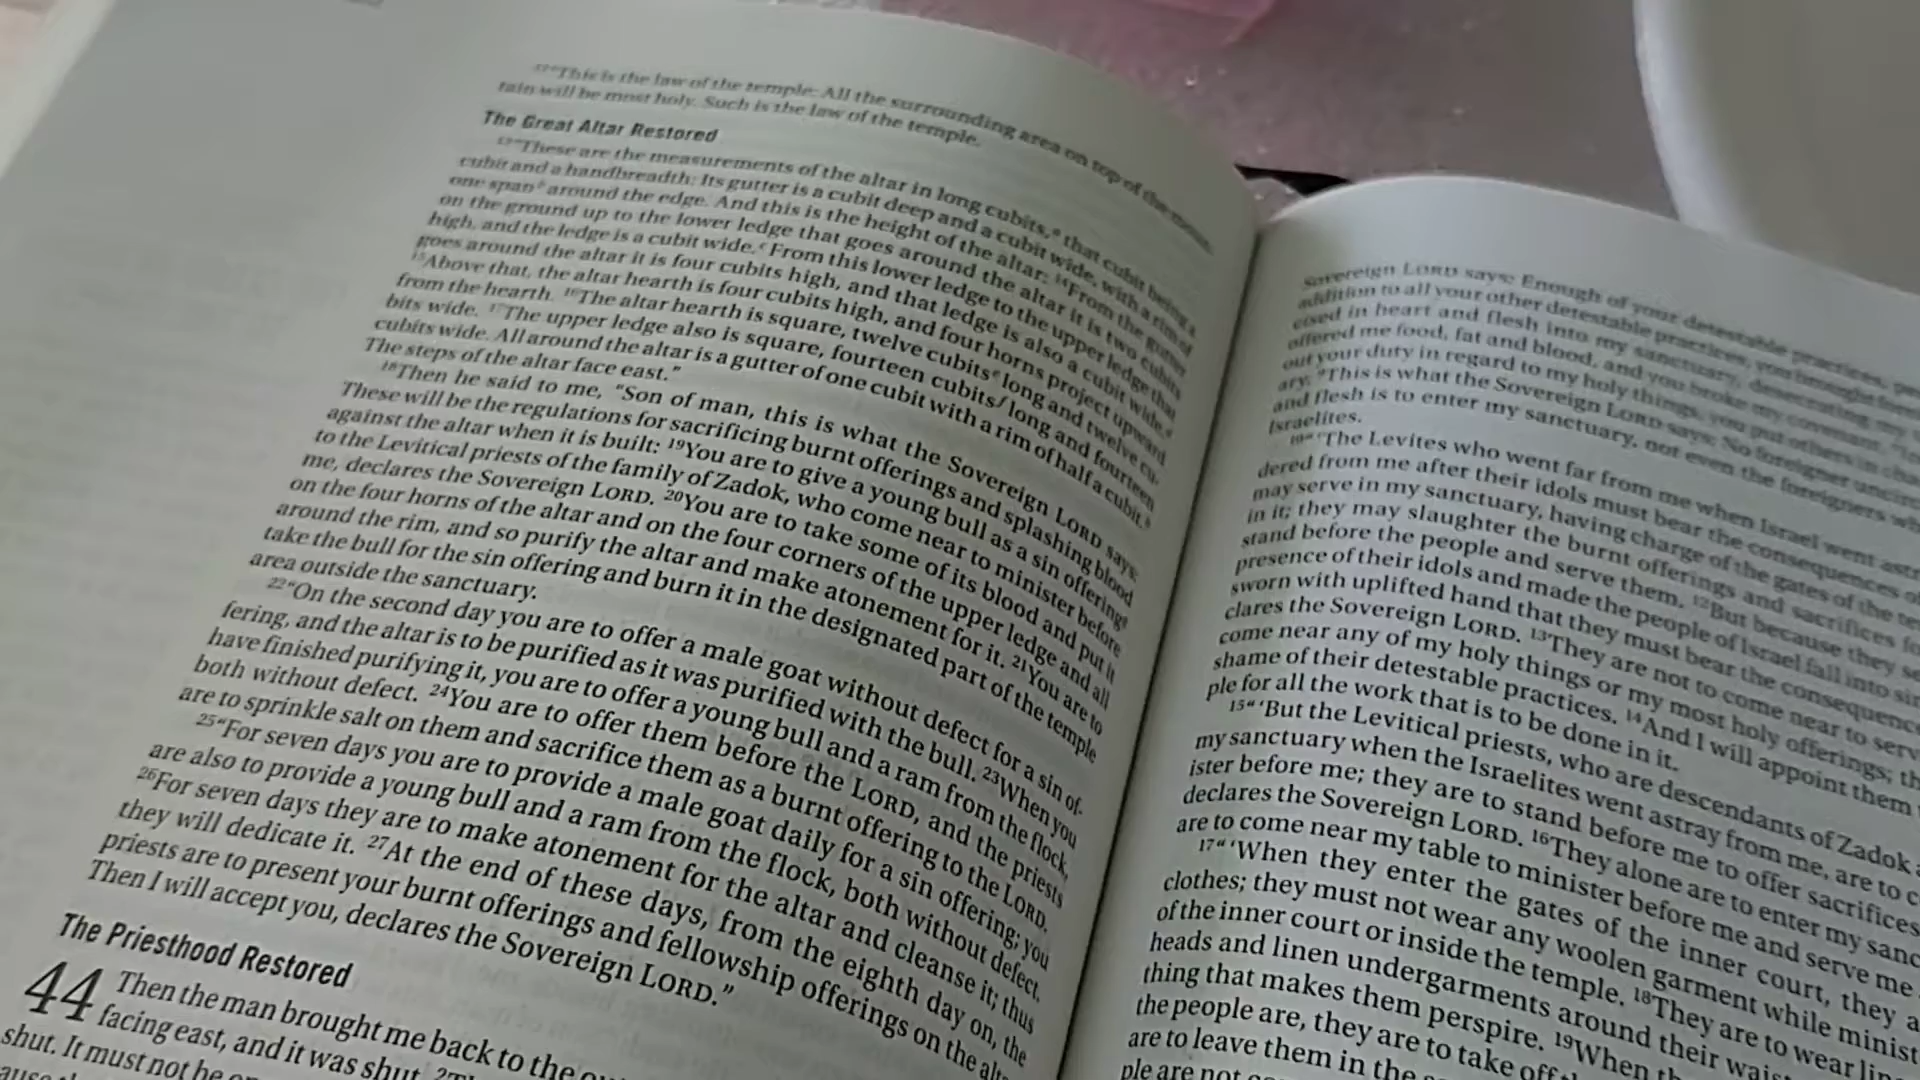 12“This is the law of the temple: All the surrounding area on top of the moun-
tain will be most holy. Such is the law of the temple.
The Great Altar Restored
13“These are the measurements of the altar in long cubits,a that cubit being a
cubit and a handbreadth: Its gutter is a cubit deep and a cubit wide, with a rim of
one spanb around the edge. And this is the height of the altar: 14From the gutter
on the ground up to the lower ledge that goes around the altar it is two cubits
high, and the ledge is a cubit wide.c From this lower ledge to the upper ledge that
goes around the altar it is four cubits high, and that ledge is also a cubit wide.d
15Above that, the altar hearth is four cubits high, and four horns project upward
from the hearth. 16The altar hearth is square, twelve cubitse long and twelve cu-
bits wide. 17The upper ledge also is square, fourteen cubitsf long and fourteen
cubits wide. All around the altar is a gutter of one cubit with a rim of half a cubit.g
The steps of the altar face east.”
18Then he said to me, “Son of man, this is what the Sovereign LORD says:
These will be the regulations for sacrificing burnt offerings and splashing blood
against the altar when it is built: 19You are to give a young bull as a sin offering
to the Levitical priests of the family of Zadok, who come near to minister before
me, declares the Sovereign LORD. 20You are to take some of its blood and put it
on the four horns of the altar and on the four corners of the upper ledge and all
around the rim, and so purify the altar and make atonement for it. 21You are to
take the bull for the sin offering and burn it in the designated part of the temple
area outside the sanctuary.
22“On the second day you are to offer a male goat without defect for a sin of-
fering, and the altar is to be purified as it was purified with the bull. 23When you
have finished purifying it, you are to offer a young bull and a ram from the flock,
both without defect. 24You are to offer them before the LORD, and the priests
are to sprinkle salt on them and sacrifice them as a burnt offering to the LORD.
25“For seven days you are to provide a male goat daily for a sin offering; you
are also to provide a young bull and a ram from the flock, both without defect.
26For seven days they are to make atonement for the altar and cleanse it; thus
they will dedicate it. 27At the end of these days, from the eighth day on, the
priests are to present your burnt offerings and fellowship offerings on the alt
Then I will accept you, declares the Sovereign LORD.”
The Priesthood Restored
44 Then the man brought me back to the ou
facing east, and it was shut. 2Th
shut. It must not be op
Sovereign LORD says: Enough of your detestable practices,
addition to all your other detestable practices, you brought
cised in heart and flesh into my sanctuary, desecrating my
offered me food, fat and blood, and you broke my covenant.
out your duty in regard to my holy things, you put others in
ary. 9This is what the Sovereign LORD says: No foreigner
and flesh is to enter my sanctuary, not even the foreigners
Israelites.
10“ ‘The Levites who went far from me when Israel went
dered from me after their idols must bear the consequences of
may serve in my sanctuary, having charge of the gates of the
in it; they may slaughter the burnt offerings and sacrifices
stand before the people and serve them. 12But because they
presence of their idols and made the people of Israel fall into
sworn with uplifted hand that they must bear the
clares the Sovereign LORD. 13They are not to come near to
come near any of my holy things or my most holy offerings;
shame of their detestable practices. 14And I will appoint them
ple for all the work that is to be done in it.
15“ ‘But the Levitical priests, who are descendants of Zadok
my sanctuary when the Israelites went astray from me, are to
ister before me; they are to stand before me to offer sacrifices
declares the Sovereign LORD. 16They alone are to enter my sanc
are to come near my table to minister before me and serve me
17“ ‘When they enter the gates of the inner court, they a
clothes; they must not wear any woolen garment while minist
of the inner court or inside the temple. 18They are to wear lin
heads and linen undergarments around their wais
thing that makes them perspire. 19When th
the people are, they are to take off
are to leave them in the
ple are not